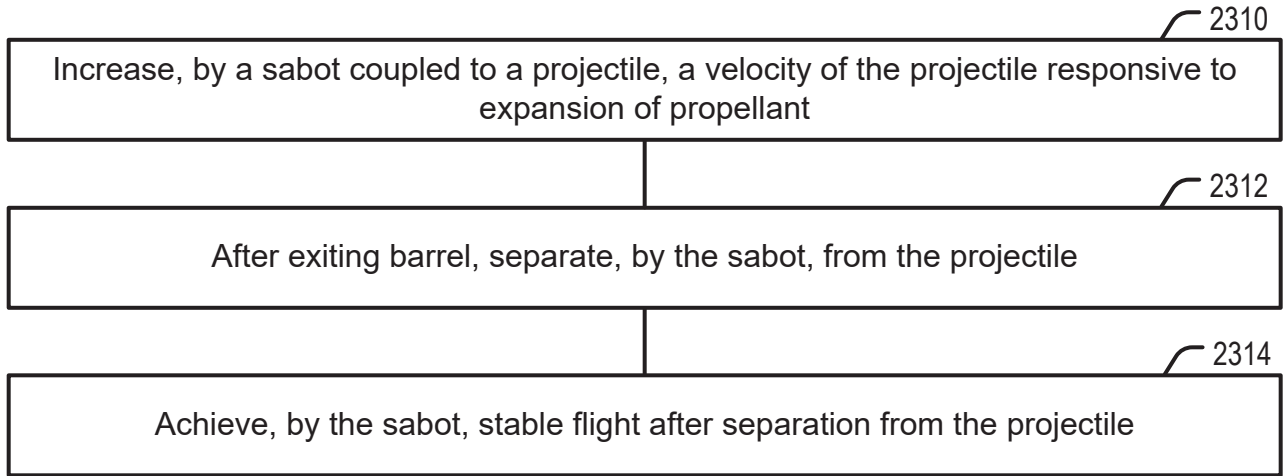 2310
Increase, by a sabot coupled to a projectile, a velocity of the projectile responsive to
expansion of propellant
2312
After exiting barrel, separate, by the sabot, from the projectile
2314
Achieve, by the sabot, stable flight after separation from the projectile